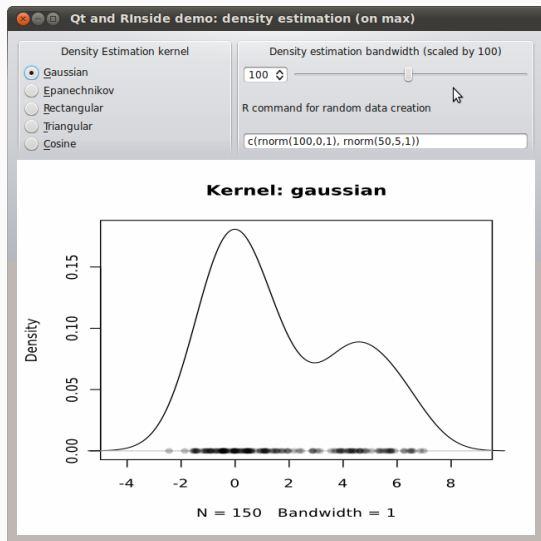 Qt and RInside demo: density estimation (on max)
Density Estimation kernel
Gaussian
Epanechnikov
Rectangular
Triangular
Cosine
Density estimation bandwidth (scaled by 100)
100
R command for random data creation
c(rnorm(100,0,1), rnorm(50,5,1))
Kernel: gaussian
Density
0.15
0.10
0.05
0.00
-4 -2 0 2 4 6 8
N = 150 Bandwidth = 1